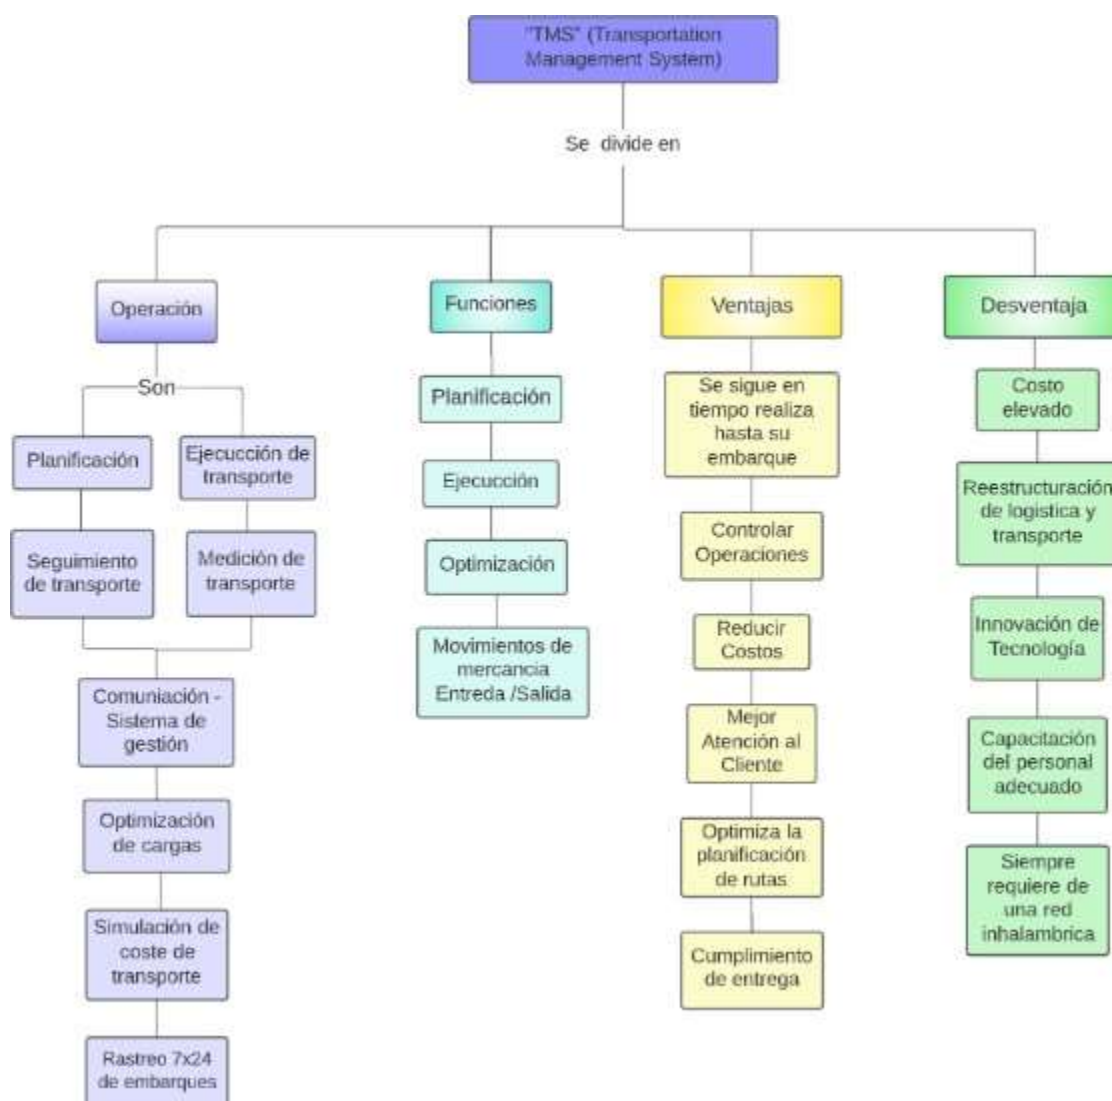 "TMS" (Transportation
Management System)
Se divide en
Operación
Son
Planificación
Ejecucción de
transporte
Seguimiento
de transporte
Medición de
transporte
Comuniación -
Sistema de
gestión
Optimización
de cargas
Simulación de
coste de
transporte
Rastreo 7x24
de embarques
Funciones
Planificación
Ejecucción
Optimización
Movimientos de
mercancia
Entreda /Salida
Ventajas
Se sigue en
tiempo realiza
hasta su
embarque
Controlar
Operaciones
Reducir
Costos
Mejor
Atención al
Cliente
Optimiza la
planificación
de rutas
Cumplimiento
de entrega
Desventaja
Costo
elevado
Reestructuración
de logistica y
transporte
Innovación de
Tecnología
Capacitación
del personal
adecuado
Siempre
requiere de
una red
inhalambrica